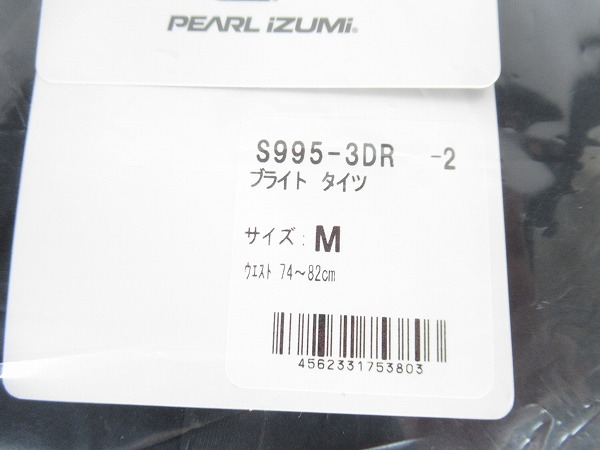 PEARL iZUMi.
S995-3DR -2
ブライト タイツ
サイズ: M
ウエスト 74～82cm
4562331753803